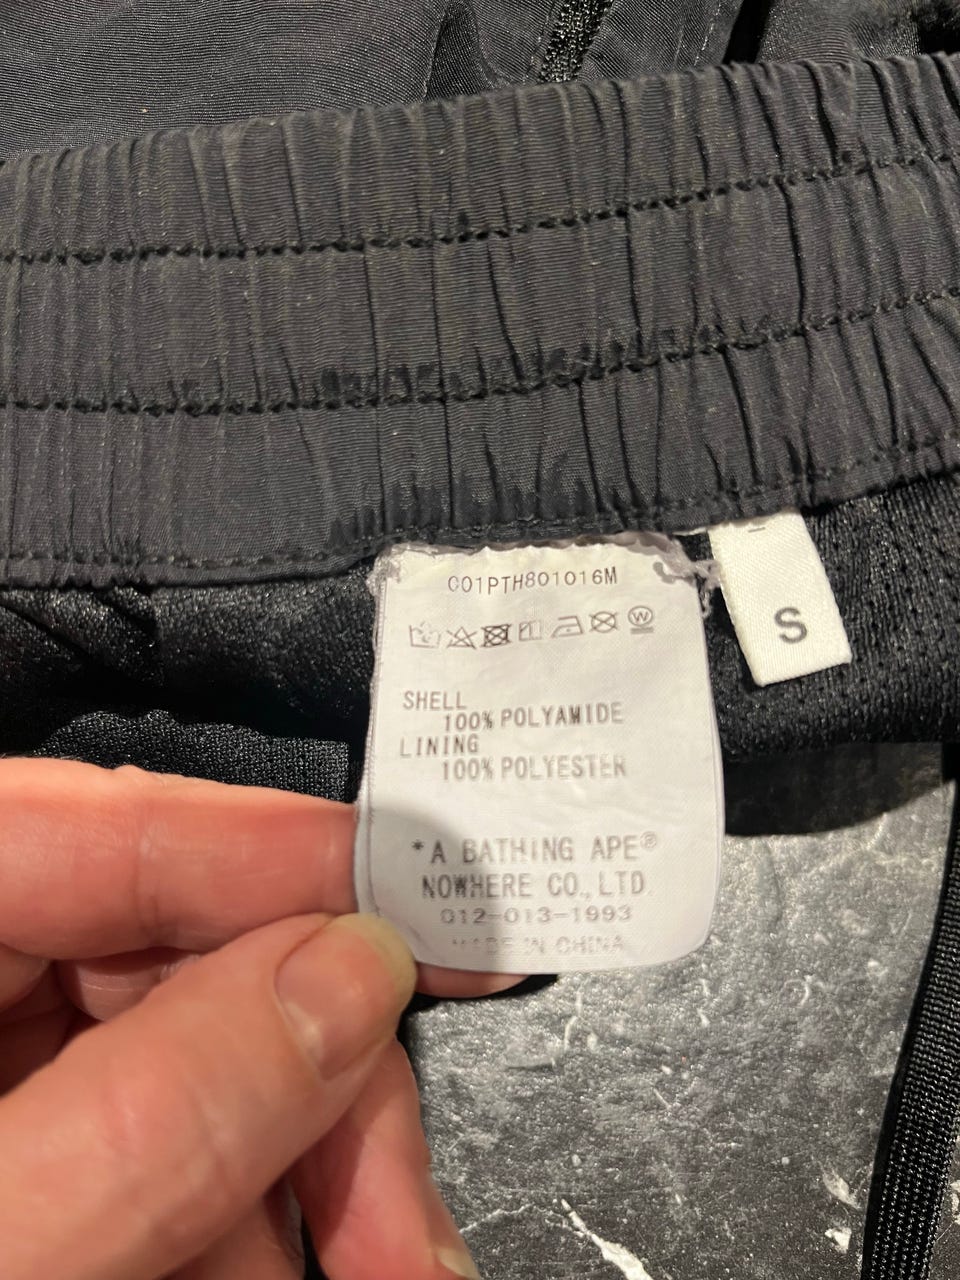 C01PTH801016M
W
S
SHELL
100% POLYAMIDE
LINING
100% POLYESTER
*A BATHING APE®
NOWHERE CO., LTD.
012-013-1993
MADE IN CHINA